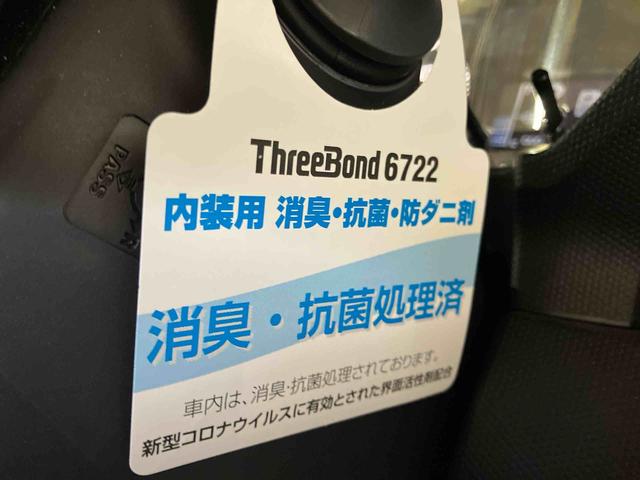 ThreeBond 6722
内装用 消臭・抗菌・防ダニ剤
消臭・抗菌処理済
車内は、消臭・抗菌処理されております。
新型コロナウイルスに有効とされた界面活性剤配合
PASS